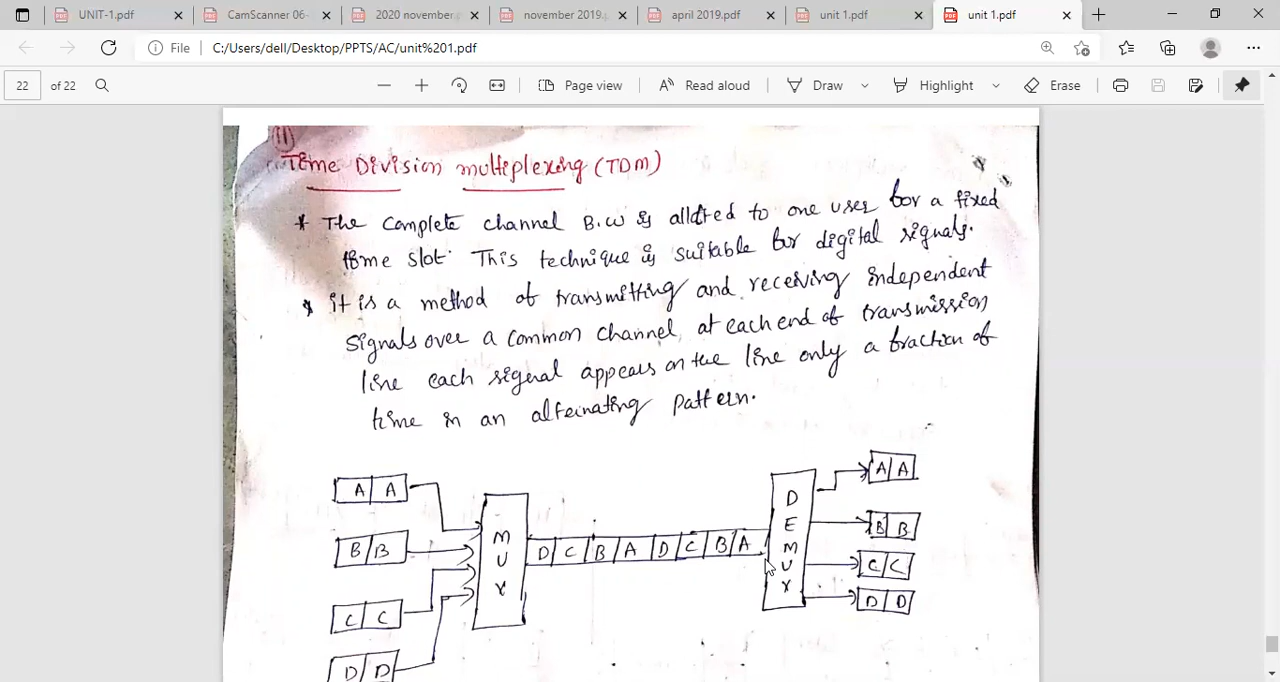 UNIT-1.pdf
CamScanner 06-
2020 november.p
november 2019.
april 2019.pdf
unit 1.pdf
unit 1.pdf
File
C:/Users/dell/Desktop/PPTS/AC/unit%201.pdf
22 of 22
Page view
Read aloud
Draw
Highlight
Erase
(11)
Time Division multiplexing (TDM)
* The Complete channel B.W is allotted to one user for a fixed
time slot. This technique is suitable for digital signals.
* it is a method of transmitting and receiving independent
signals over a common channel, at each end of transmission
line each signal appears on the line only a fraction of
time in an alternating pattern.
A A
B B
C C
D D
MUX
D C B A D C B A
DEMUX
A A
B B
C C
D D